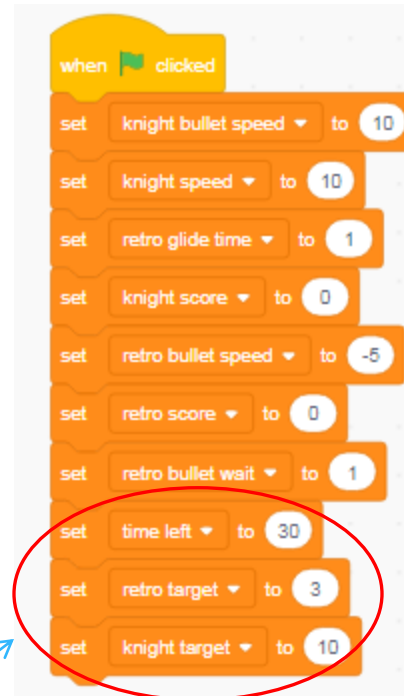 when clicked
set knight bullet speed to 10
set knight speed to 10
set retro glide time to 1
set knight score to 0
set retro bullet speed to -5
set retro score to 0
set retro bullet wait to 1
set time left to 30
set retro target to 3
set knight target to 10